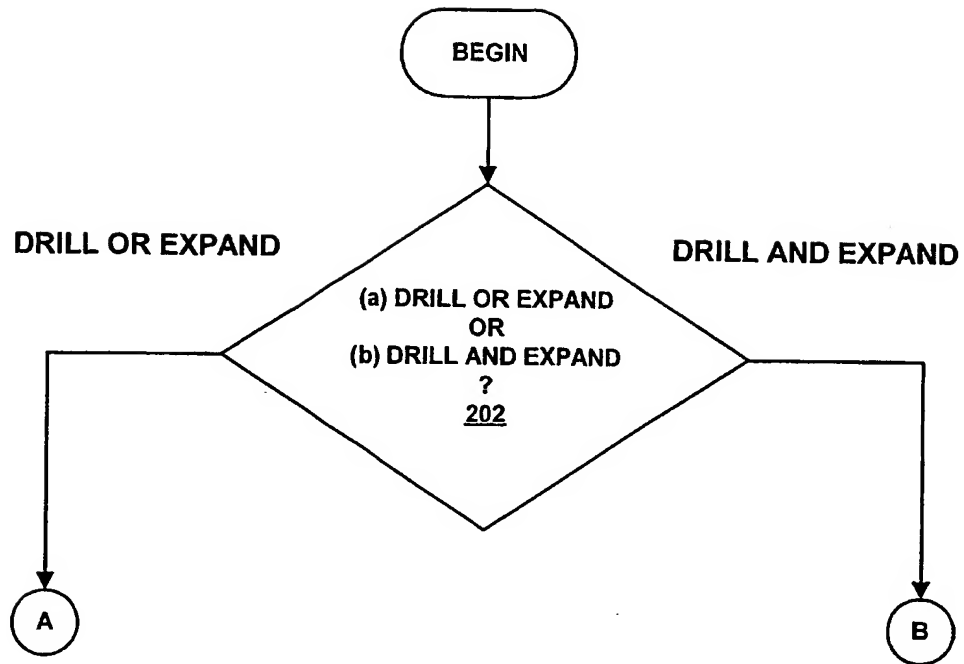 BEGIN
DRILL OR EXPAND
DRILL AND EXPAND
(a) DRILL OR EXPAND
OR
(b) DRILL AND EXPAND
?
202
A
B